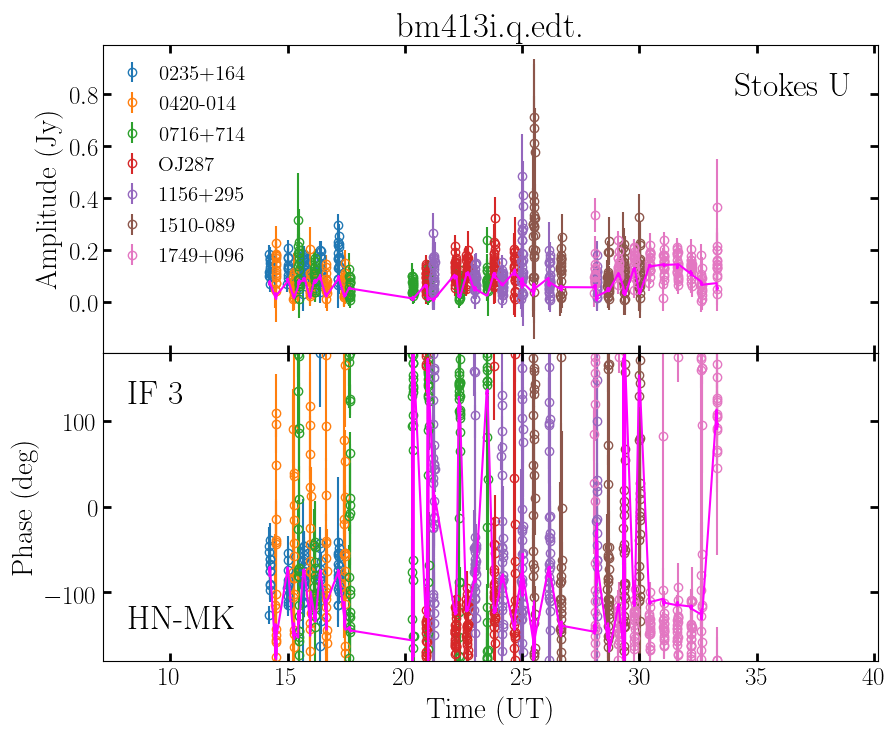 bm413i.q.edt.
Stokes U
0235+164
0420-014
0716+714
OJ287
1156+295
1510-089
1749+096
Amplitude (Jy)
0.8
0.6
0.4
0.2
0.0
IF 3
HN-MK
Phase (deg)
100
0
−100
10 15 20 25 30 35 40
Time (UT)